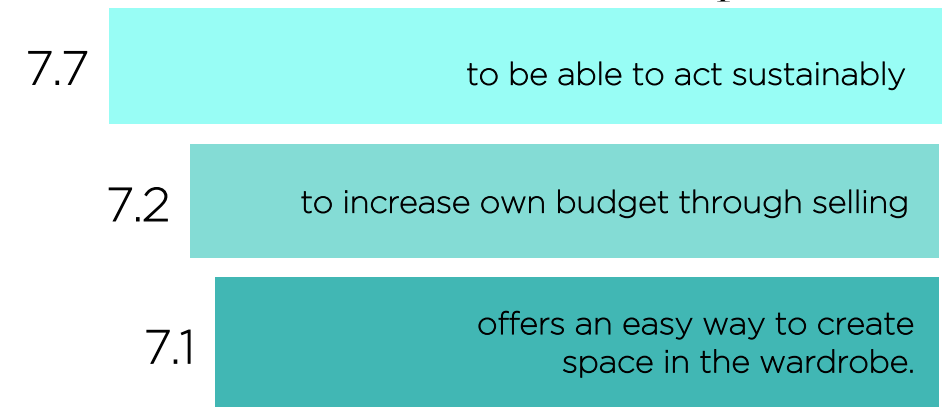 7.7
to be able to act sustainably
7.2
to increase own budget through selling
7.1
offers an easy way to create
space in the wardrobe.